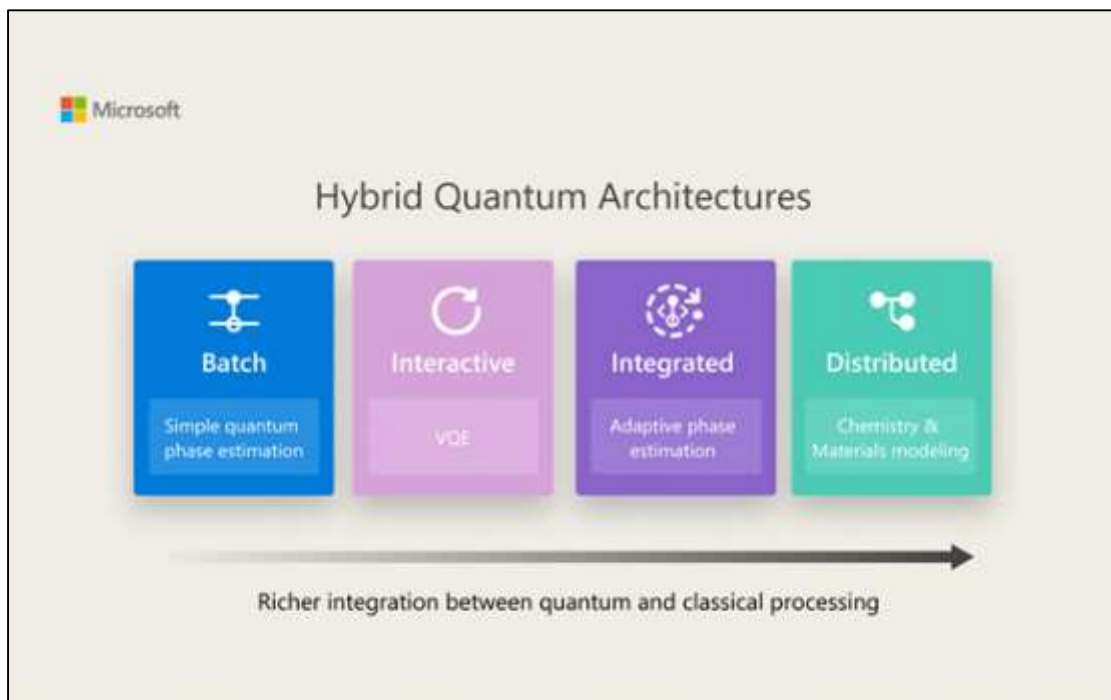 Microsoft
Hybrid Quantum Architectures
Batch
Simple quantum
phase estimation
Interactive
VQE
Integrated
Adaptive phase
estimation
Distributed
Chemistry &
Materials modeling
Richer integration between quantum and classical processing